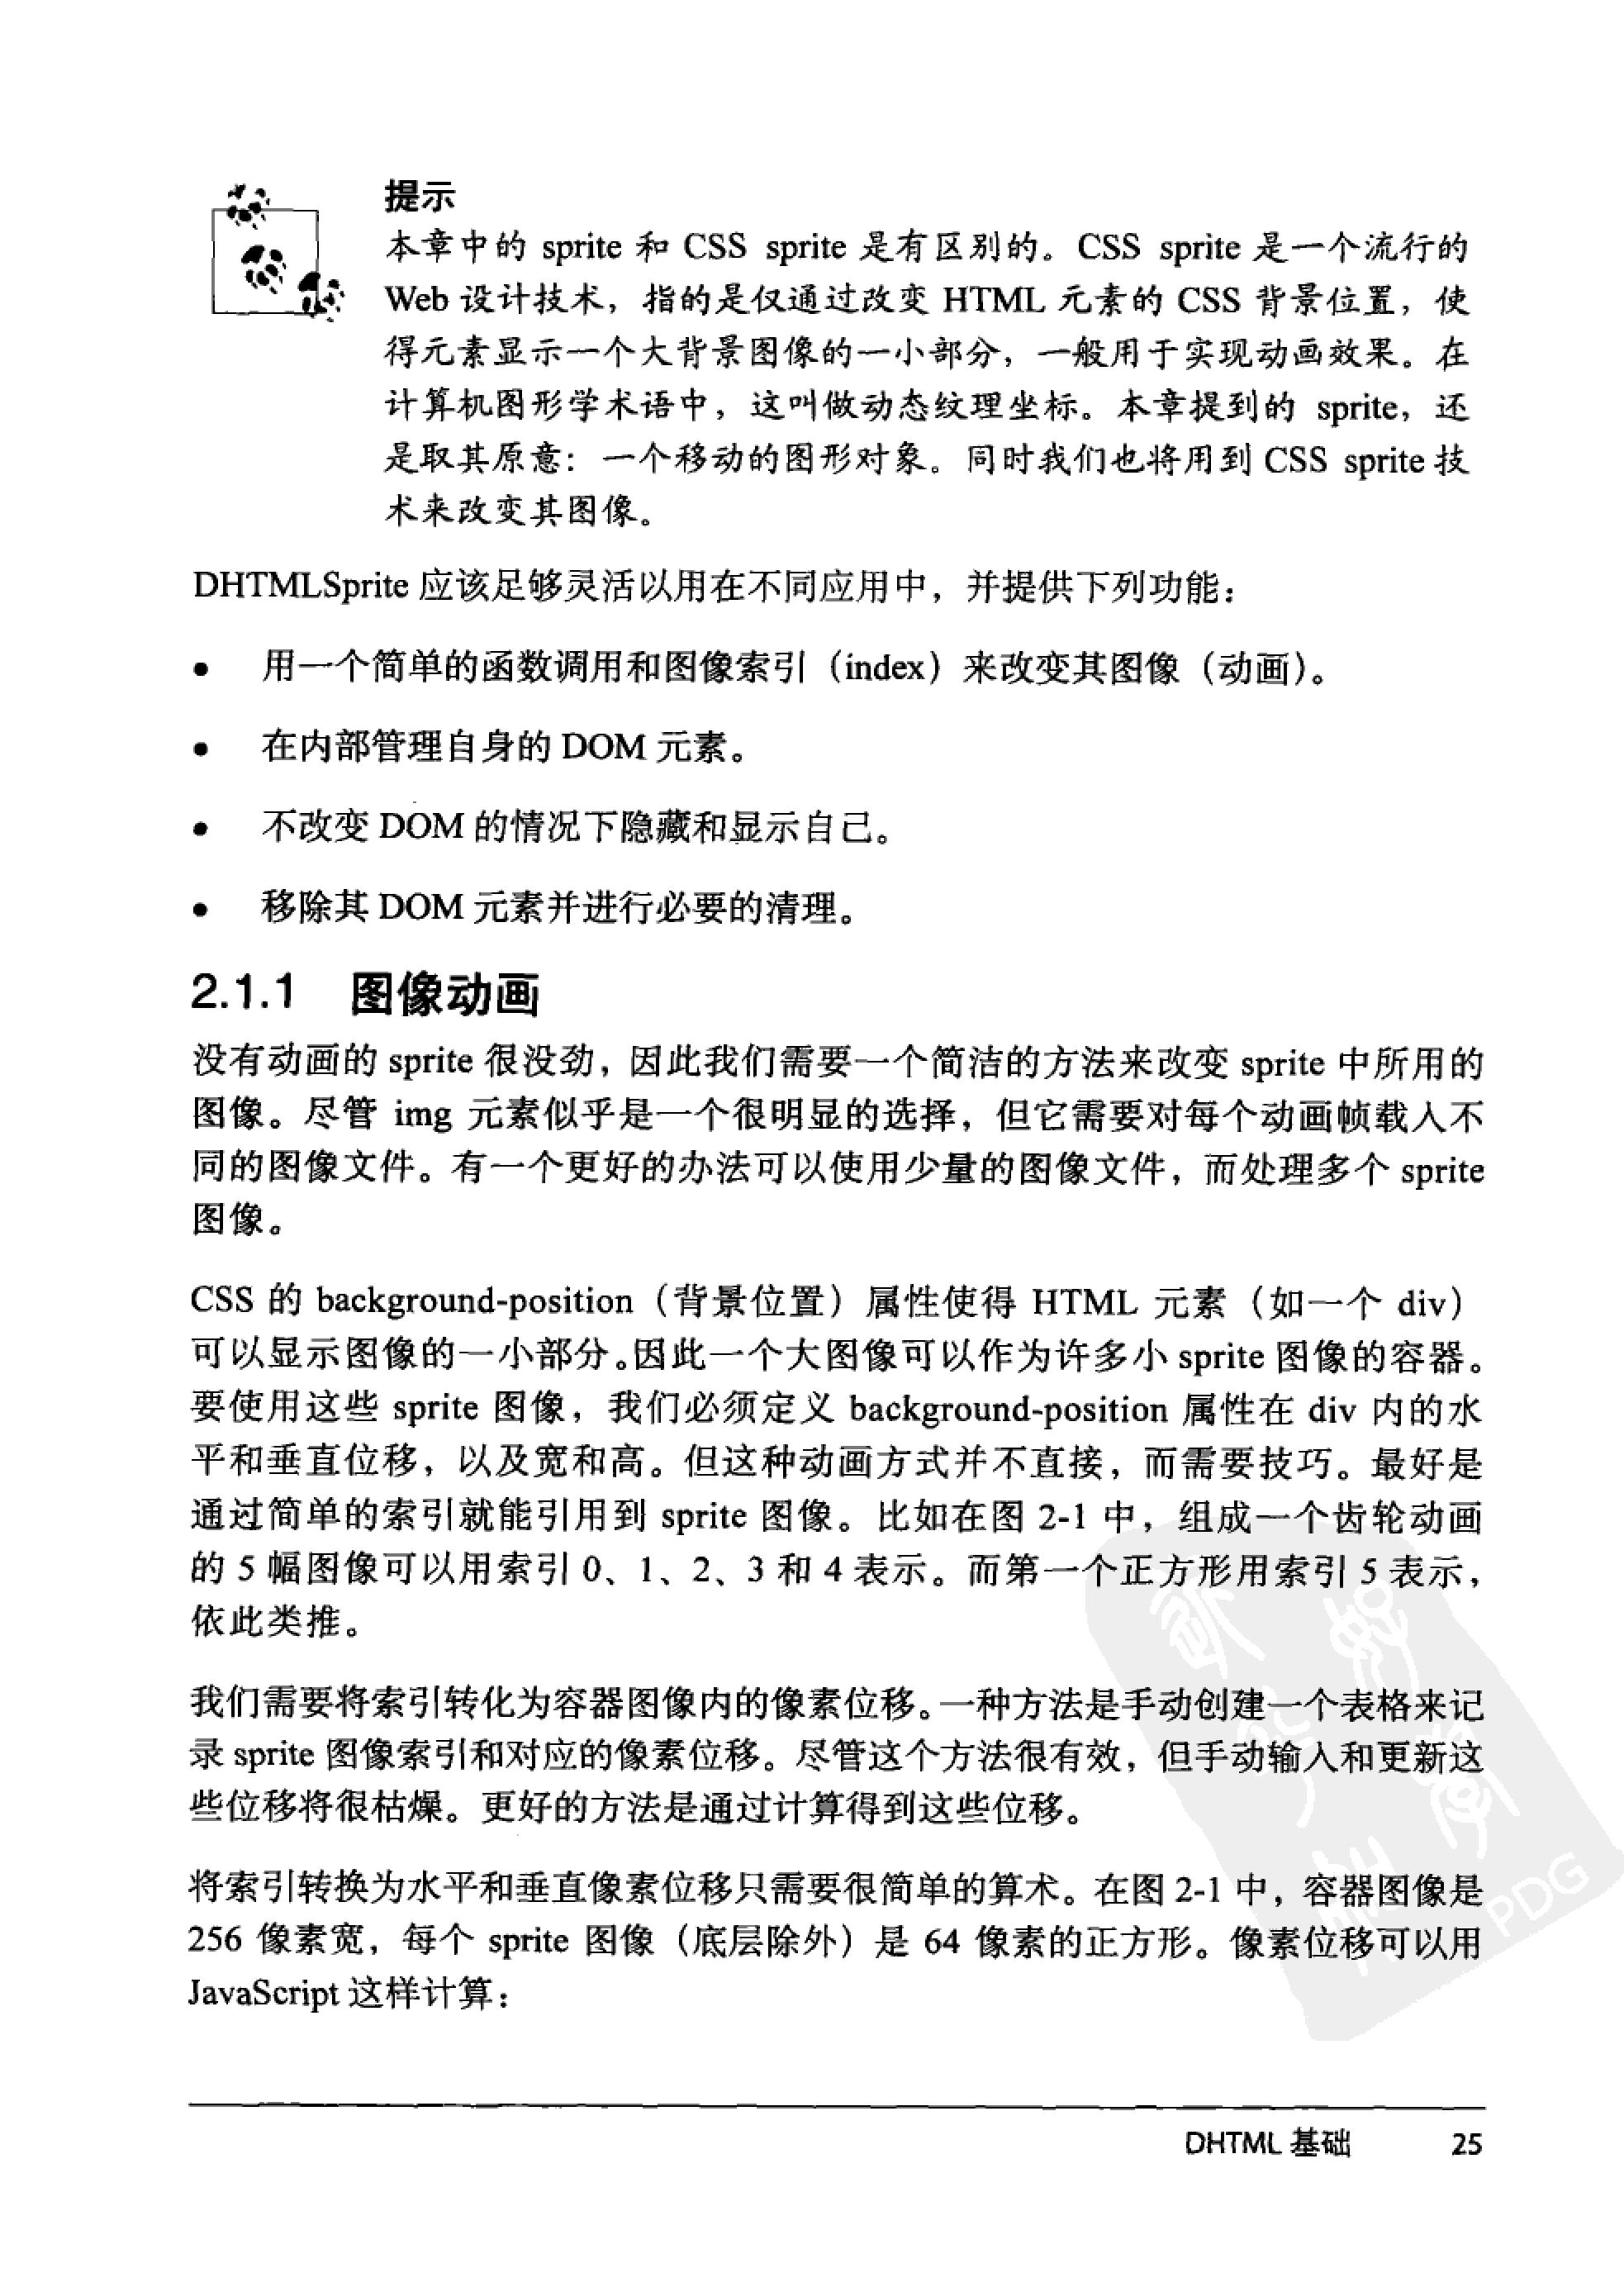 提示
本章中的 sprite 和 CSS sprite 是有区别的。CSS sprite 是一个流行的
Web 设计技术，指的是仅通过改变 HTML 元素的 CSS 背景位置，使
得元素显示一个大背景图像的一小部分，一般用于实现动画效果。在
计算机图形学术语中，这叫做动态纹理坐标。本章提到的 sprite，还
是取其原意：一个移动的图形对象。同时我们也将用到 CSS sprite 技
术来改变其图像。
DHTMLSprite 应该足够灵活以用在不同应用中，并提供下列功能：
• 用一个简单的函数调用和图像索引（index）来改变其图像（动画）。
• 在内部管理自身的 DOM 元素。
• 不改变 DOM 的情况下隐藏和显示自己。
• 移除其 DOM 元素并进行必要的清理。
2.1.1 图像动画
没有动画的 sprite 很没劲，因此我们需要一个简洁的方法来改变 sprite 中所用的
图像。尽管 img 元素似乎是一个很明显的选择，但它需要对每个动画帧载入不
同的图像文件。有一个更好的办法可以使用少量的图像文件，而处理多个 sprite
图像。
CSS 的 background-position（背景位置）属性使得 HTML 元素（如一个 div）
可以显示图像的一小部分。因此一个大图像可以作为许多小 sprite 图像的容器。
要使用这些 sprite 图像，我们必须定义 background-position 属性在 div 内的水
平和垂直位移，以及宽和高。但这种动画方式并不直接，而需要技巧。最好是
通过简单的索引就能引用到 sprite 图像。比如在图 2-1 中，组成一个齿轮动画
的 5 幅图像可以用索引 0、1、2、3 和 4 表示。而第一个正方形用索引 5 表示，
依此类推。
我们需要将索引转化为容器图像内的像素位移。一种方法是手动创建一个表格来记
录 sprite 图像索引和对应的像素位移。尽管这个方法很有效，但手动输入和更新这
些位移将很枯燥。更好的方法是通过计算得到这些位移。
将索引转换为水平和垂直像素位移只需要很简单的算术。在图 2-1 中，容器图像是
256 像素宽，每个 sprite 图像（底层除外）是 64 像素的正方形。像素位移可以用
JavaScript 这样计算：
PDG
DHTML 基础 25